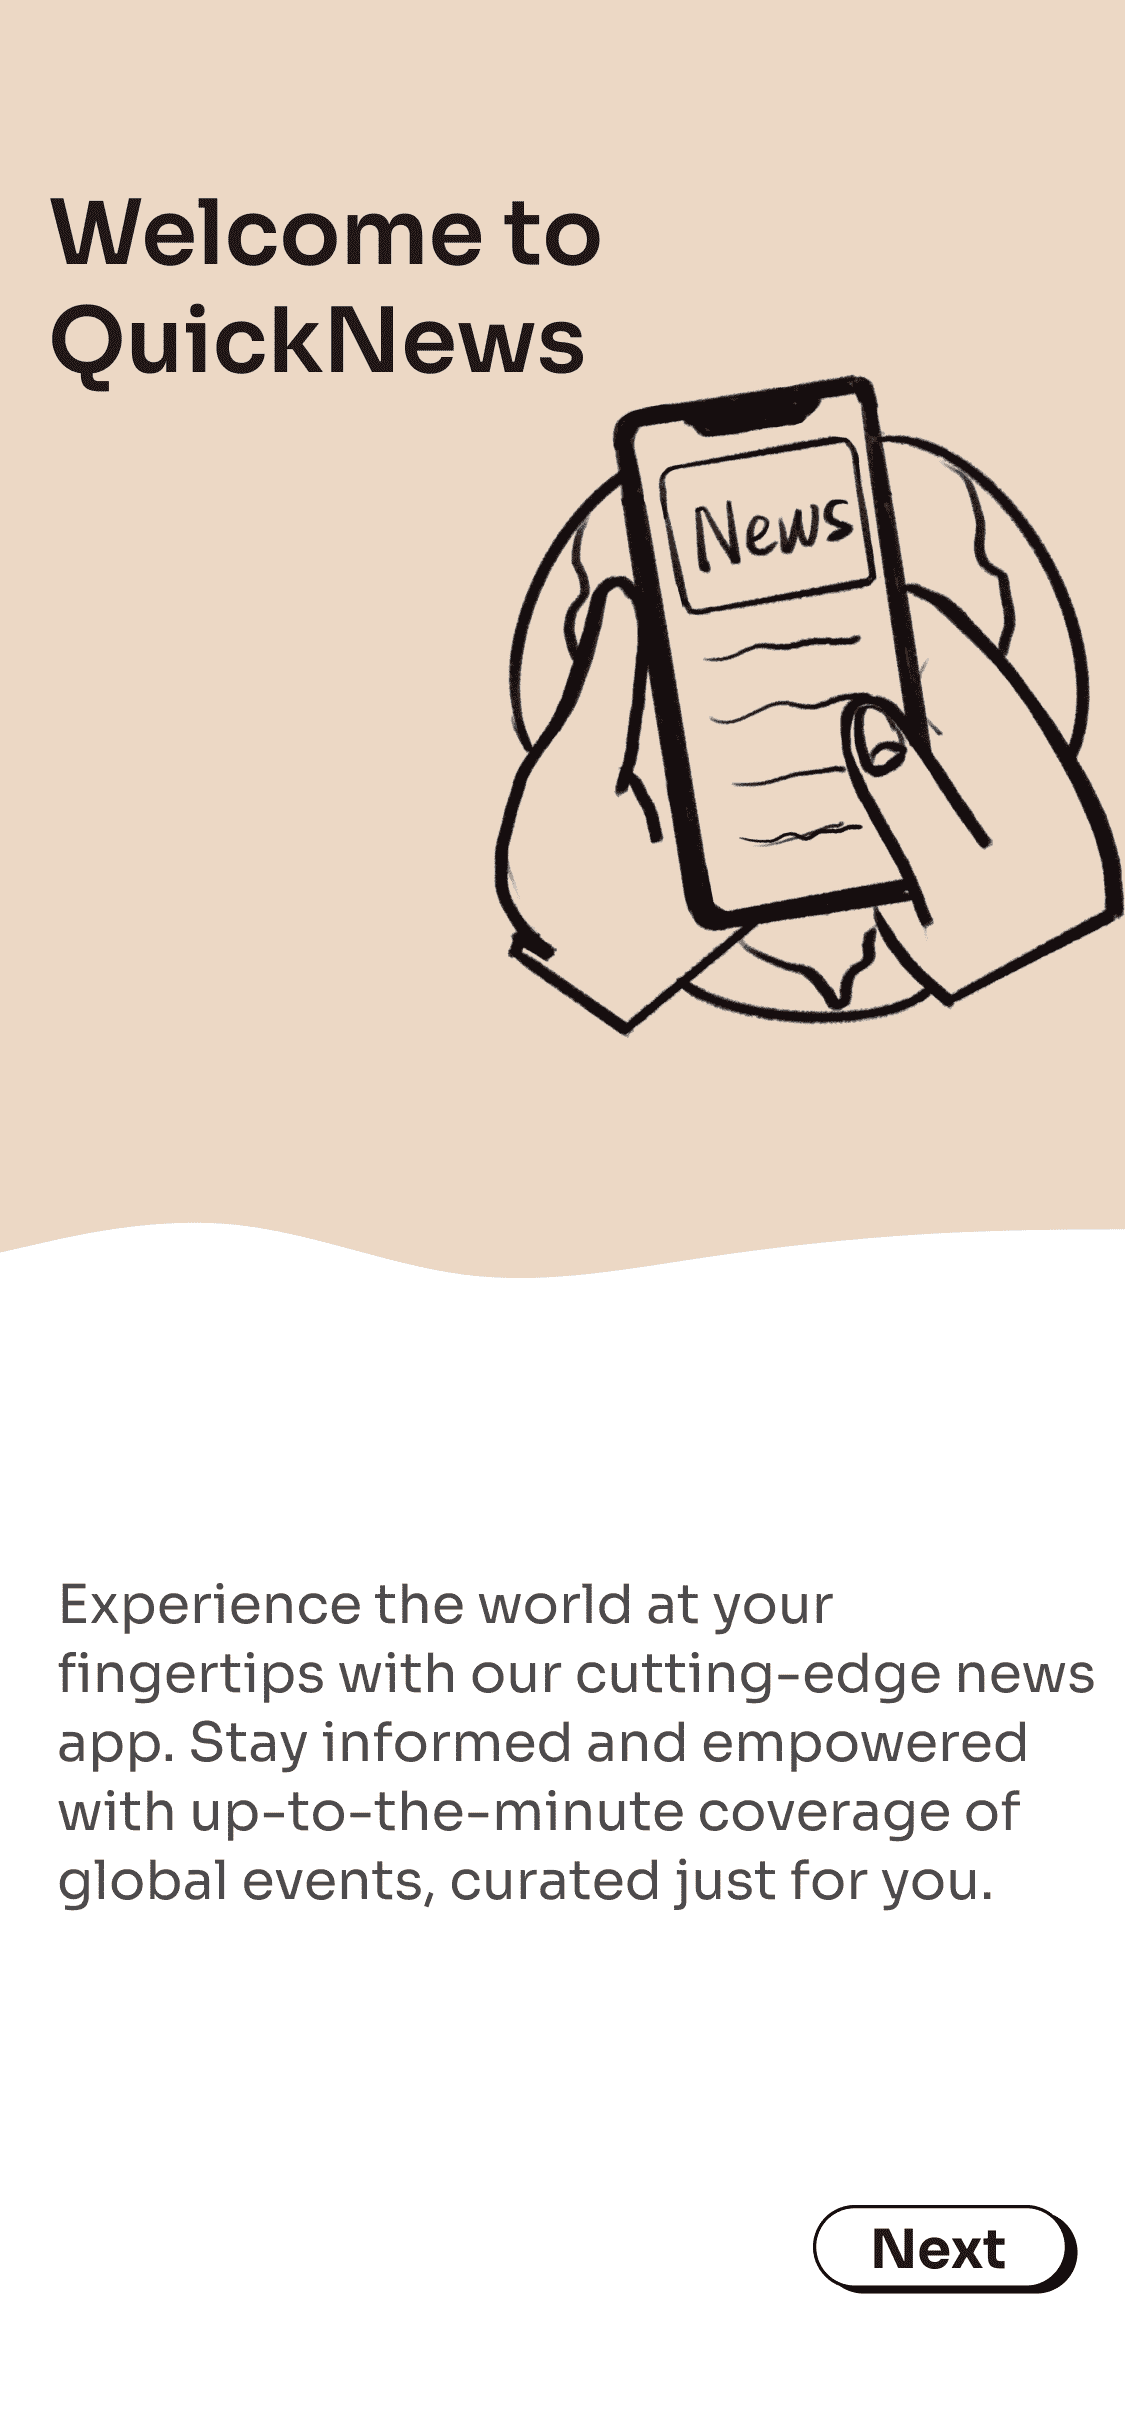 Welcome to
QuickNews
News
Experience the world at your
fingertips with our cutting-edge news
app. Stay informed and empowered
with up-to-the-minute coverage of
global events, curated just for you.
Next